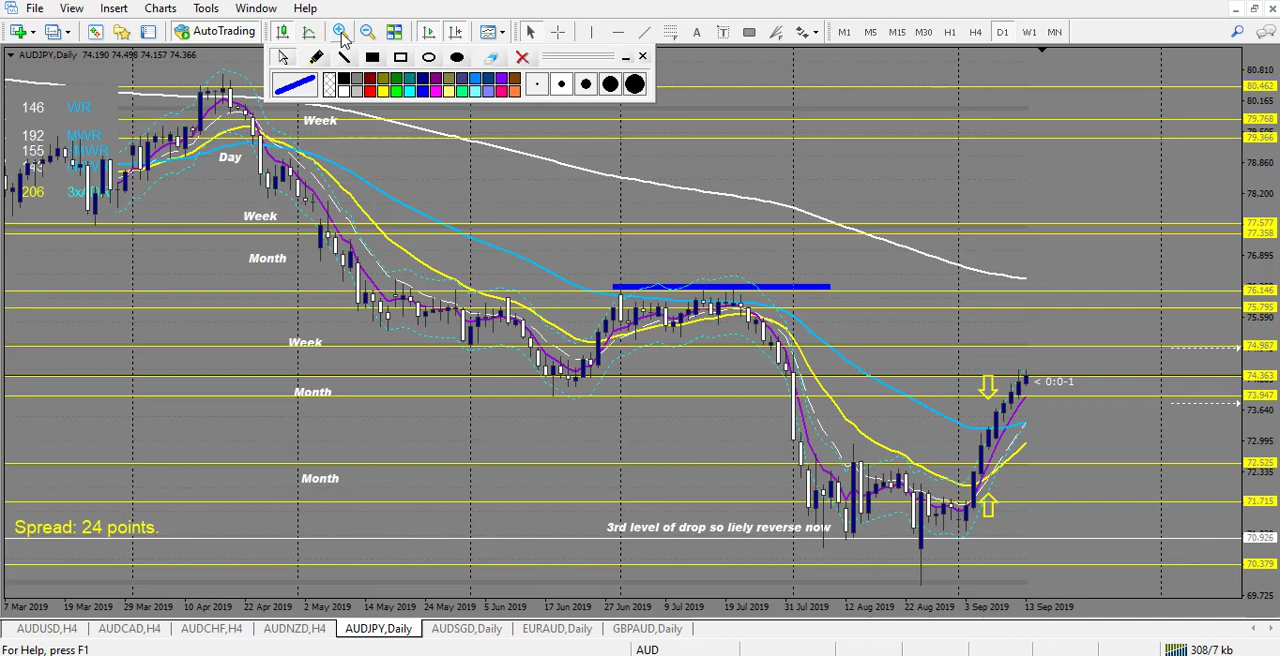 File View Insert Charts Tools Window Help
AutoTrading
A T M1 M5 M15 M30 H1 H4 D1 W1 MN
AUDJPY,Daily 74.190 74.498 74.157 74.366
146 WR
192 MWR
155
206
Week
Day
Week
Month
Week
Month
Month
3rd level of drop so liely reverse now
Spread: 24 points.
< 0:0-1
80.810
80.462
80.165
79.768
79.366
78.860
78.200
77.577
77.358
76.895
76.146
75.795
75.590
74.987
74.363
73.947
73.640
72.995
72.525
72.335
71.715
70.926
70.379
69.725
7 Mar 2019 19 Mar 2019 29 Mar 2019 10 Apr 2019 22 Apr 2019 2 May 2019 14 May 2019 24 May 2019 5 Jun 2019 17 Jun 2019 27 Jun 2019 9 Jul 2019 19 Jul 2019 31 Jul 2019 12 Aug 2019 22 Aug 2019 3 Sep 2019 13 Sep 2019
AUDUSD,H4 AUDCAD,H4 AUDCHF,H4 AUDNZD,H4 AUDJPY,Daily AUDSGD,Daily EURAUD,Daily GBPAUD,Daily
For Help, press F1 AUD 308/7 kb